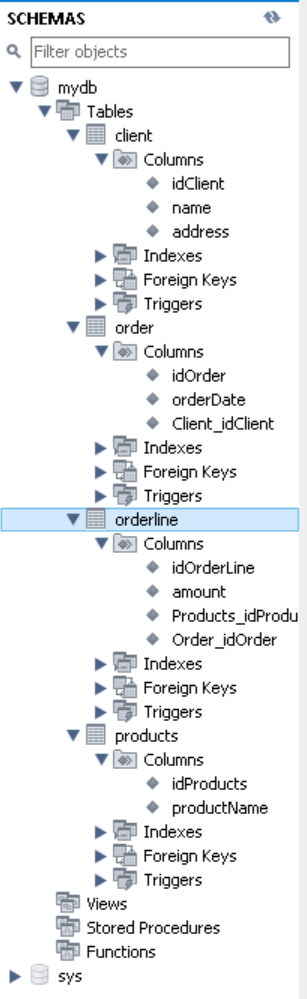 SCHEMAS
Filter objects
mydb
Tables
client
Columns
idClient
name
address
Indexes
Foreign Keys
Triggers
order
Columns
idOrder
orderDate
Client_idClient
Indexes
Foreign Keys
Triggers
orderline
Columns
idOrderLine
amount
Products_idProdu
Order_idOrder
Indexes
Foreign Keys
Triggers
products
Columns
idProducts
productName
Indexes
Foreign Keys
Triggers
Views
Stored Procedures
Functions
sys